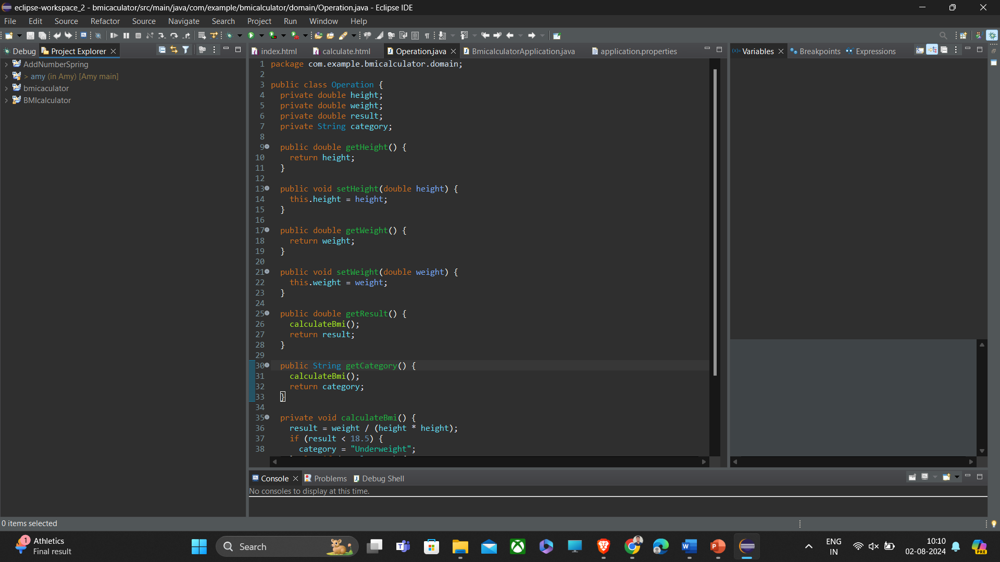 eclipse-workspace_2 - bmicaculator/src/main/java/com/example/bmicalculator/domain/Operation.java - Eclipse IDE
File Edit Source Refactor Source Navigate Search Project Run Window Help
Debug Project Explorer
AddNumberSpring
> amy (in Amy) [Amy main]
bmicaculator
BMIcalculator
index.html calculate.html Operation.java BmicalculatorApplication.java application.properties
1 package com.example.bmicalculator.domain;
2
3 public class Operation {
4 private double height;
5 private double weight;
6 private double result;
7 private String category;
8
9 public double getHeight() {
10 return height;
11 }
12
13 public void setHeight(double height) {
14 this.height = height;
15 }
16
17 public double getWeight() {
18 return weight;
19 }
20
21 public void setWeight(double weight) {
22 this.weight = weight;
23 }
24
25 public double getResult() {
26 calculateBmi();
27 return result;
28 }
29
30 public String getCategory() {
31 calculateBmi();
32 return category;
33 }
34
35 private void calculateBmi() {
36 result = weight / (height * height);
37 if (result < 18.5) {
38 category = "Underweight";
(x)= Variables Breakpoints Expressions
Console Problems Debug Shell
No consoles to display at this time.
0 items selected
1
Athletics
Final result
Search
ENG
IN
10:10
02-08-2024
PRE